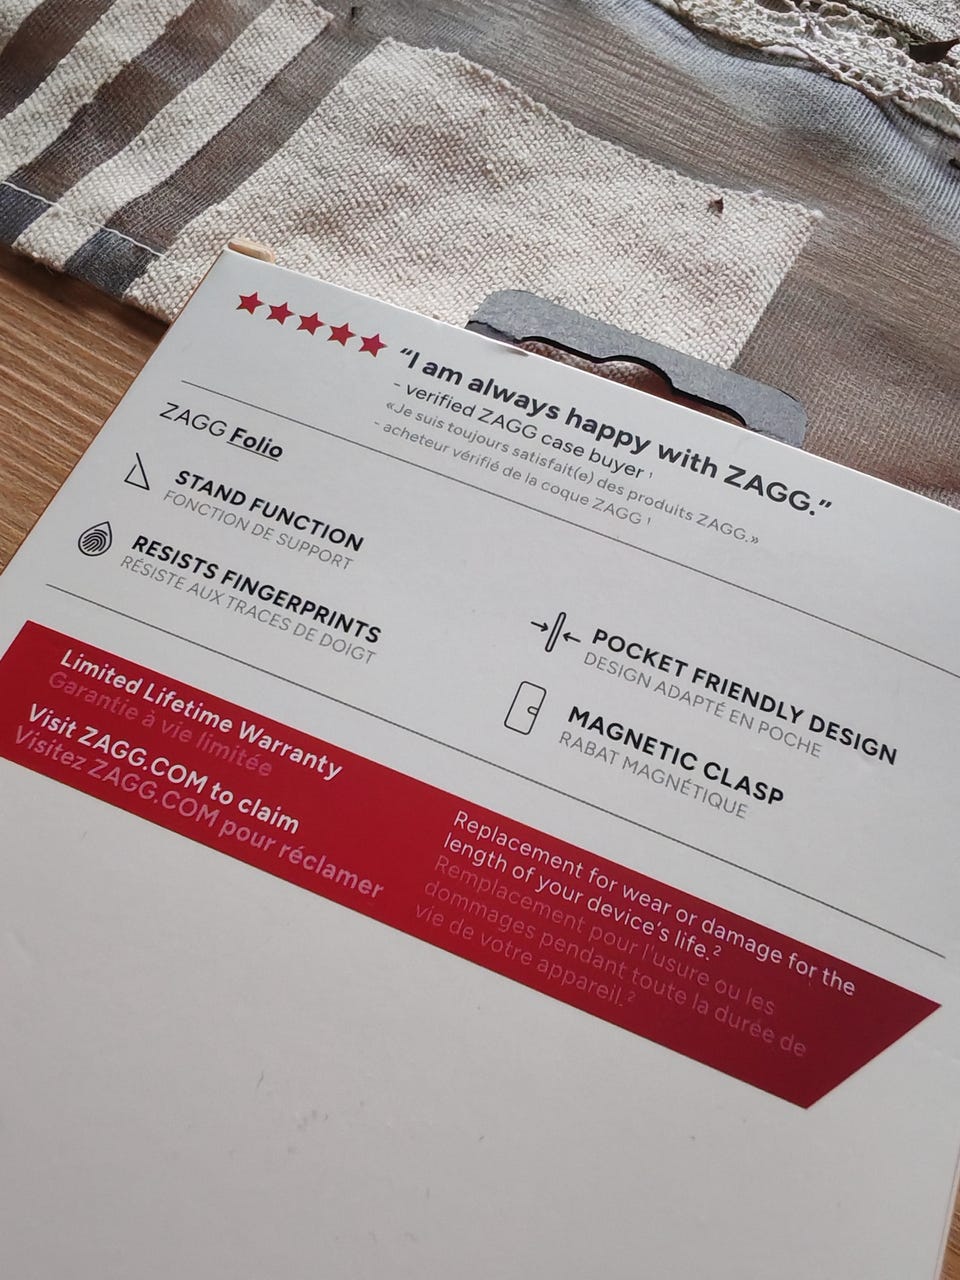 “I am always happy with ZAGG.”
- verified ZAGG case buyer ¹
«Je suis toujours satisfait(e) des produits ZAGG.»
- acheteur vérifié de la coque ZAGG ¹
ZAGG Folio
STAND FUNCTION
FONCTION DE SUPPORT
RESISTS FINGERPRINTS
RÉSISTE AUX TRACES DE DOIGT
POCKET FRIENDLY DESIGN
DESIGN ADAPTÉ EN POCHE
MAGNETIC CLASP
RABAT MAGNÉTIQUE
Limited Lifetime Warranty
Garantie à vie limitée
Visit ZAGG.COM to claim
Visitez ZAGG.COM pour réclamer
Replacement for wear or damage for the
length of your device's life.²
Remplacement pour l'usure ou les
dommages pendant toute la durée de
vie de votre appareil.²